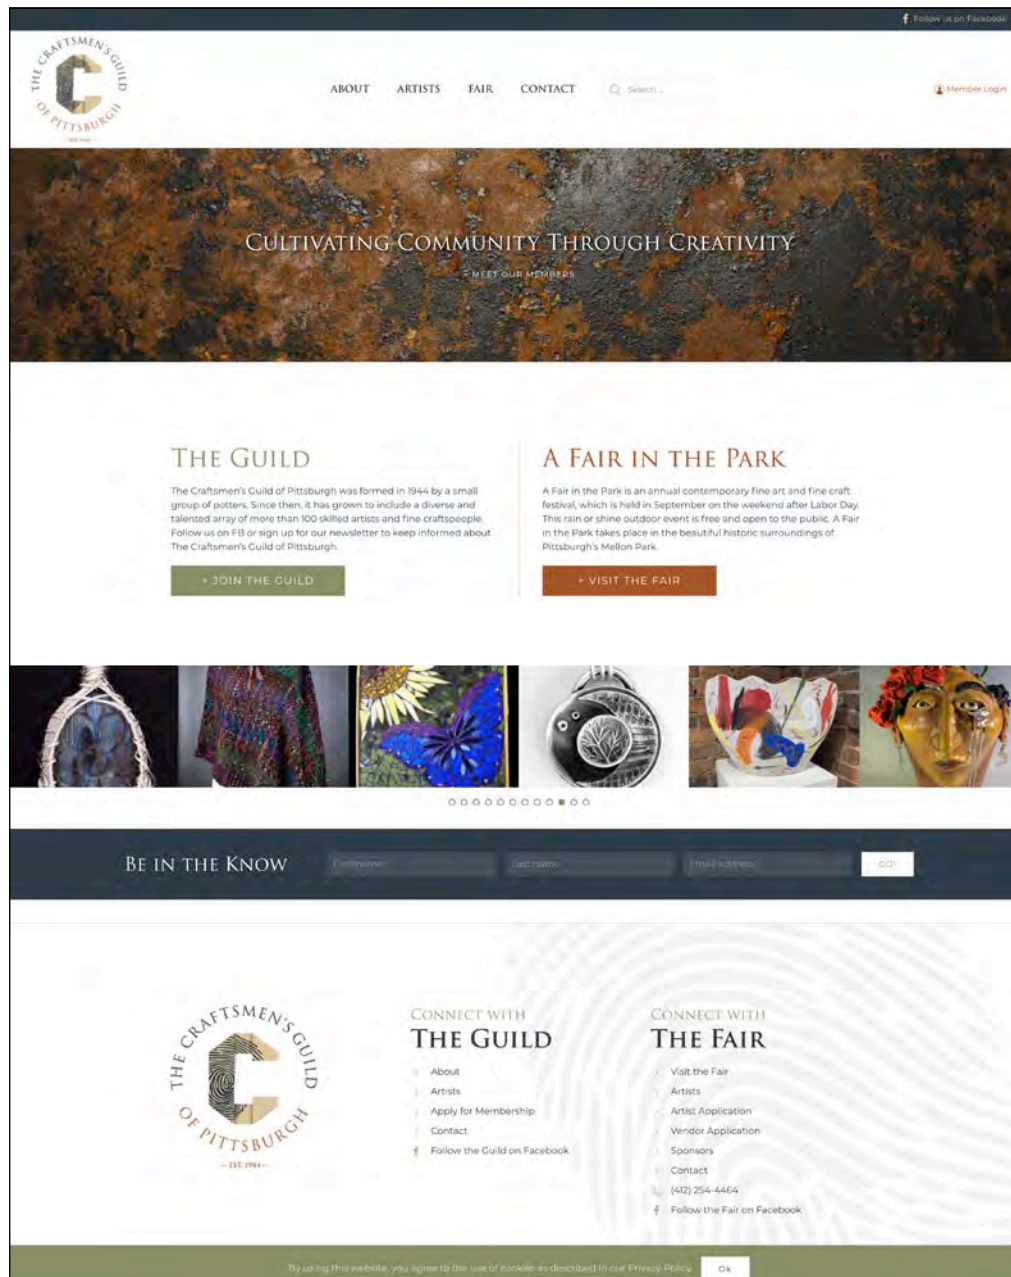 Follow us on Facebook
THE CRAFTSMEN'S GUILD
OF PITTSBURGH
ABOUT
ARTISTS
FAIR
CONTACT
Search...
Member Login
CULTIVATING COMMUNITY THROUGH CREATIVITY
+ MEET OUR MEMBERS
THE GUILD
The Craftsmen's Guild of Pittsburgh was formed in 1944 by a small
group of potters. Since then, it has grown to include a diverse and
talented array of more than 100 skilled artists and fine craftspeople.
Follow us on FB or sign up for our newsletter to keep informed about
The Craftsmen's Guild of Pittsburgh.
+ JOIN THE GUILD
A FAIR IN THE PARK
A Fair in the Park is an annual contemporary fine art and fine craft
festival, which is held in September on the weekend after Labor Day.
This rain or shine outdoor event is free and open to the public. A Fair
in the Park takes place in the beautiful historic surroundings of
Pittsburgh's Mellon Park.
+ VISIT THE FAIR
BE IN THE KNOW
First name
Last name
Email address
GO!
THE CRAFTSMEN'S GUILD
OF PITTSBURGH
– EST. 1944 –
CONNECT WITH
THE GUILD
About
Artists
Apply for Membership
Contact
Follow the Guild on Facebook
CONNECT WITH
THE FAIR
Visit the Fair
Artists
Artist Application
Vendor Application
Sponsors
Contact
(412) 254-4464
Follow the Fair on Facebook
By using this website, you agree to the use of cookies as described in our Privacy Policy.
Ok